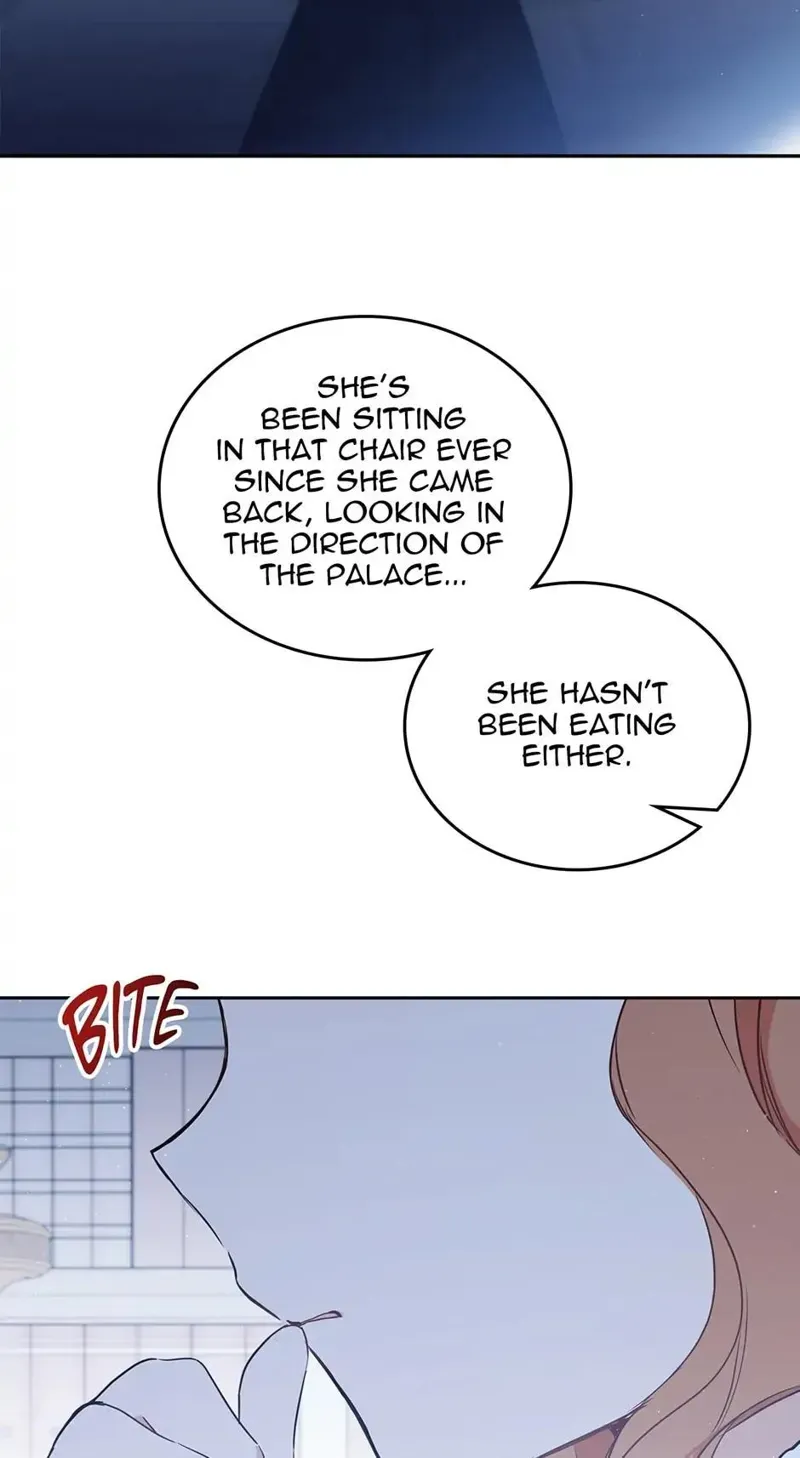 SHE'S
BEEN SITTING
IN THAT CHAIR EVER
SINCE SHE CAME
BACK, LOOKING IN
THE DIRECTION OF
THE PALACE...
SHE HASN'T
BEEN EATING
EITHER.
BITE